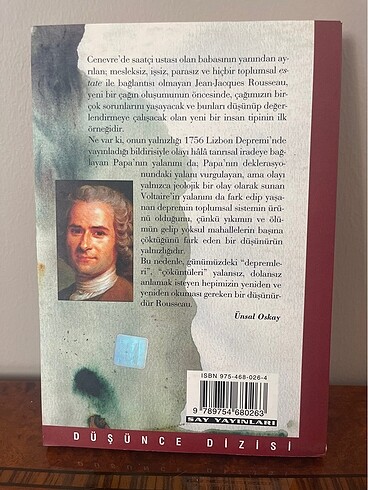 Cenevre'de saatçi ustası olan babasının yanından ay-
rılan; mesleksiz, işsiz, parasız ve hiçbir toplumsal es-
tate ile bağlantısı olmayan Jean-Jacques Rousseau,
yeni bir çağın oluşumunun öncesinde, çağımızın bir-
çok sorunlarını yaşayacak ve bunları düşünüp değer-
lendirmeye çalışacak olan yeni bir insan tipinin ilk
örneğidir.
Ne var ki, onun yalnızlığı 1756 Lizbon Depremi'nde
yayınladığı bildirisiyle olayı hâlâ tanrısal iradeye bağ-
layan Papa'nın yalanını da; Papa'nın deklerasyo-
nundaki yalanı vurgulayan, ama olayı
yalnızca jeolojik bir olay olarak sunan
Voltaire'in yalanını da fark edip yaşa-
nan depremin toplumsal sistemin ürü-
nü olduğunu, çünkü yıkımın ve ölü-
mün gelip yoksul mahallelerin başına
çöktüğünü fark eden bir düşünürün
yalnızlığıdır.
Bu nedenle, günümüzdeki "depremle-
ri", "çöküntüleri" yalansız, dolansız
anlamak isteyen hepimizin yeniden ve
yeniden okuması gereken bir düşünür-
dür Rousseau.
Ünsal Oskay
ISBN 975-468-026-4
9 789754 680263
SAY YAYINLARI
DÜŞÜNCE DİZİSİ